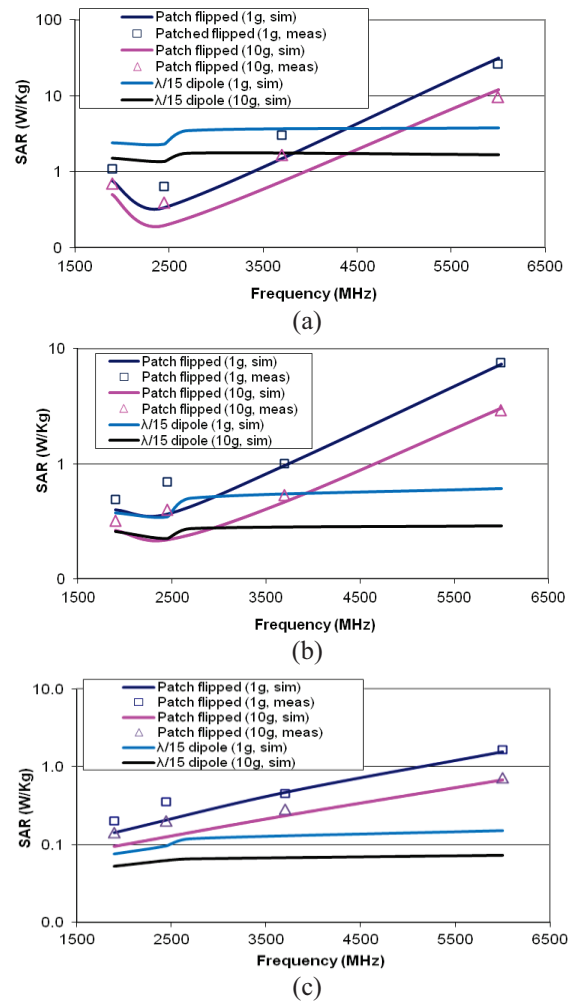 Patch flipped (1g, sim)
Patched flipped (1g, meas)
Patch flipped (10g, sim)
Patch flipped (10g, meas)
λ/15 dipole (1g, sim)
λ/15 dipole (10g, sim)
100
10
1
0
SAR (W/Kg)
1500
2500
3500
4500
5500
6500
Frequency (MHz)
(a)
Patch flipped (1g, sim)
Patch flipped (1g, meas)
Patch flipped (10g, sim)
Patch flipped (10g, meas)
λ/15 dipole (1g, sim)
λ/15 dipole (10g, sim)
10
1
0
SAR (W/Kg)
1500
2500
3500
4500
5500
6500
Frequency (MHz)
(b)
Patch flipped (1g, sim)
Patch flipped (1g, meas)
Patch flipped (10g, sim)
Patch flipped (10g, meas)
λ/15 dipole (1g, sim)
λ/15 dipole (10g, sim)
10.0
1.0
0.1
0.0
SAR (W/Kg)
1500
2500
3500
4500
5500
6500
Frequency (MHz)
(c)